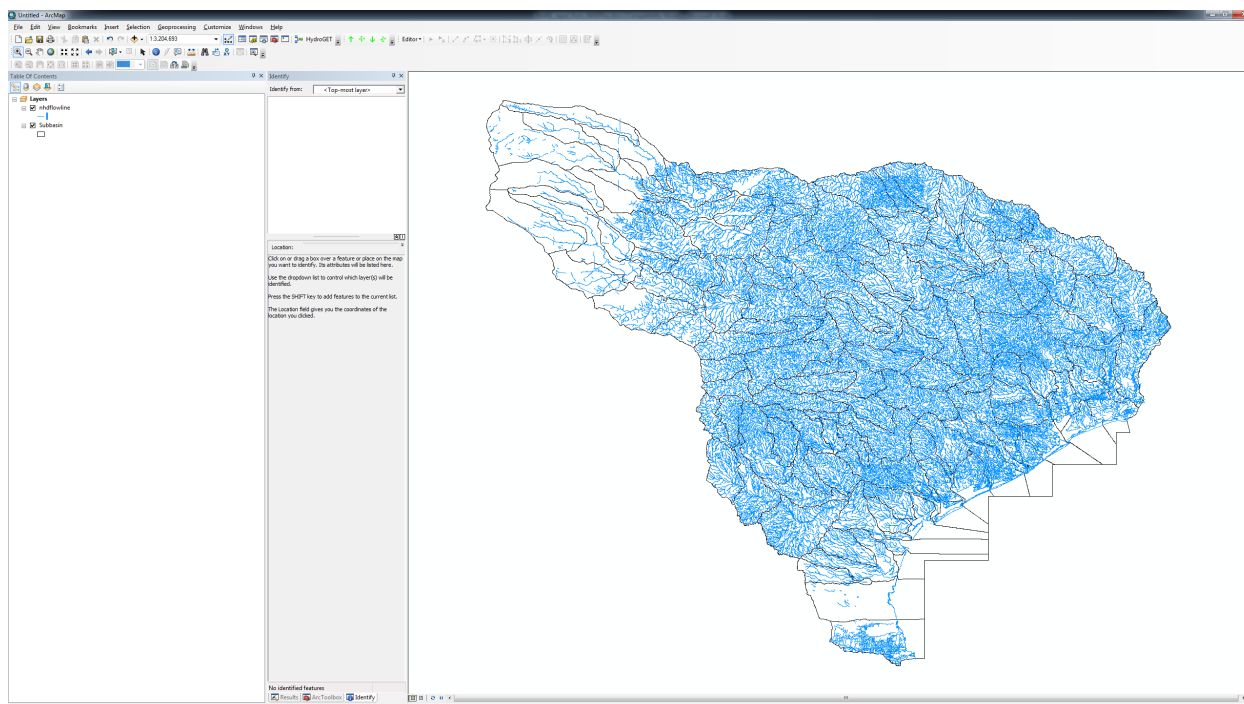 Untitled - ArcMap
File Edit View Bookmarks Insert Selection Geoprocessing Customize Windows Help
1:3,204,693
HydroGET
Editor
Table Of Contents
Identify
Identify from:
<Top-most layer>
Layers
nhdflowline
Subbasin
Location:
Click on or drag a box over a feature or place on the map
you want to identify. Its attributes will be listed here.
Use the dropdown list to control which layer(s) will be
identified.
Press the SHIFT key to add features to the current list.
The Location field gives you the coordinates of the
location you clicked.
No identified features
Results ArcToolbox Identify